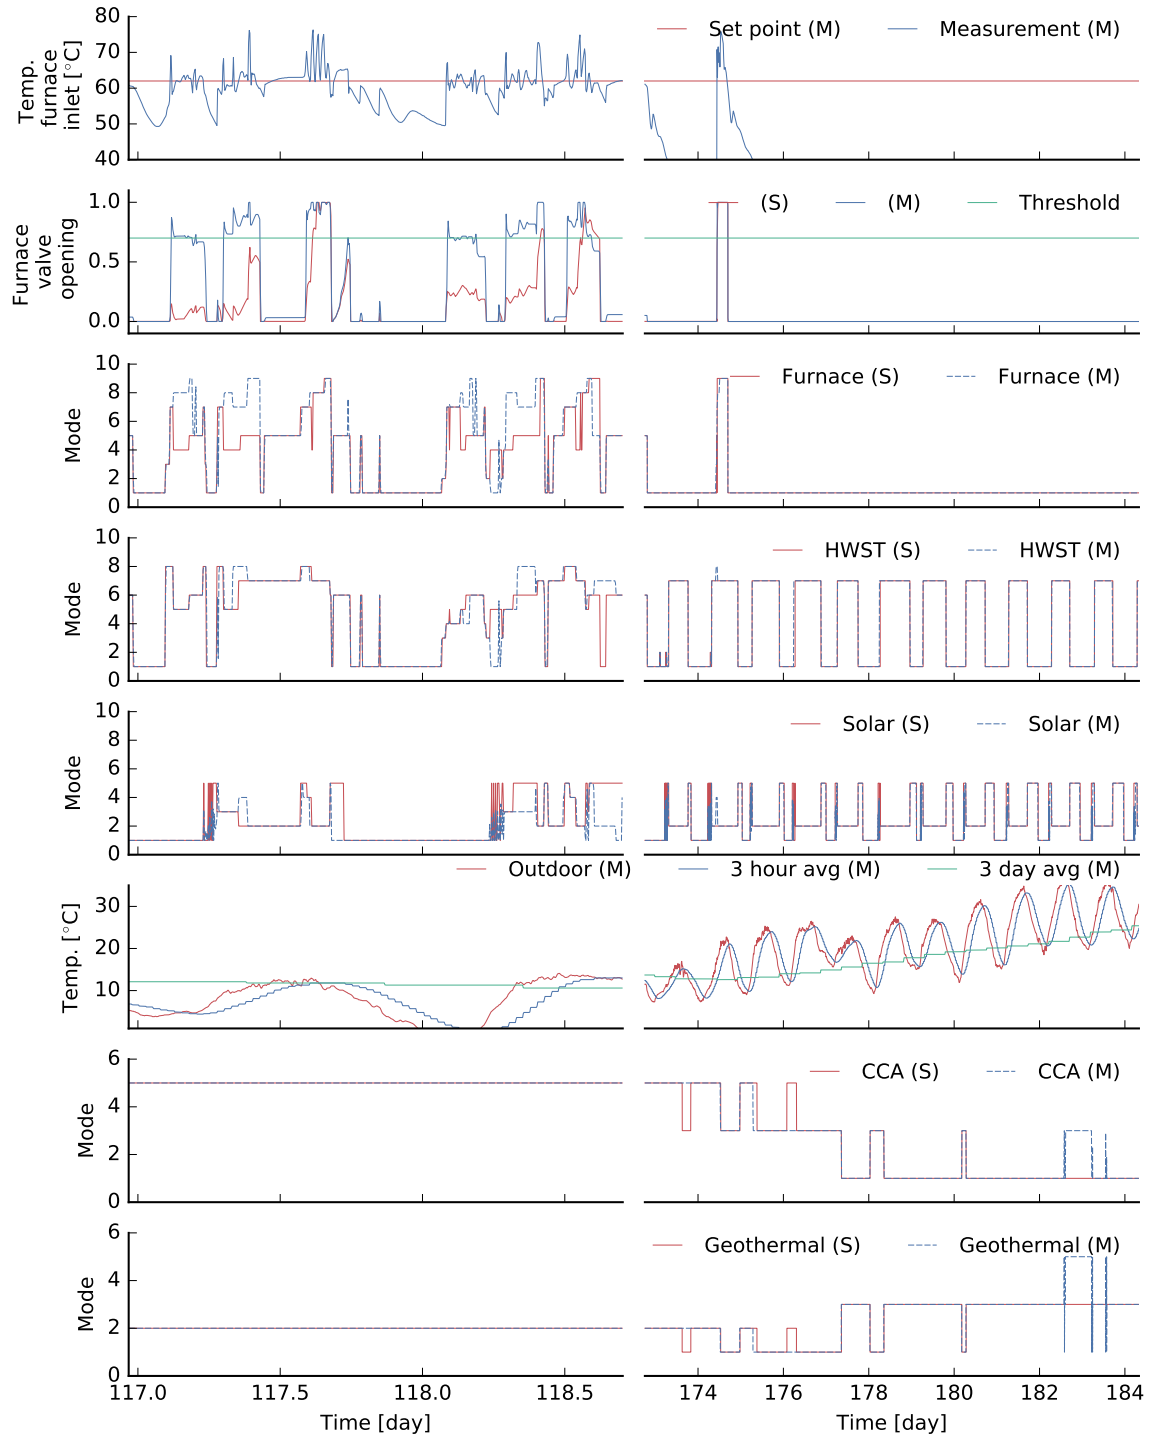 80
70
60
50
40
Temp.
furnace
inlet [°C]
Set point (M)
Measurement (M)
1.0
0.5
0.0
Furnace
valve
opening
(S)
(M)
Threshold
10
8
6
4
2
0
Mode
Furnace (S)
Furnace (M)
10
8
6
4
2
0
Mode
HWST (S)
HWST (M)
10
8
6
4
2
0
Mode
Solar (S)
Solar (M)
Outdoor (M)
3 hour avg (M)
3 day avg (M)
30
20
10
Temp. [°C]
6
4
2
0
Mode
CCA (S)
CCA (M)
6
4
2
0
Mode
Geothermal (S)
Geothermal (M)
117.0
117.5
118.0
118.5
174
176
178
180
182
184
Time [day]
Time [day]